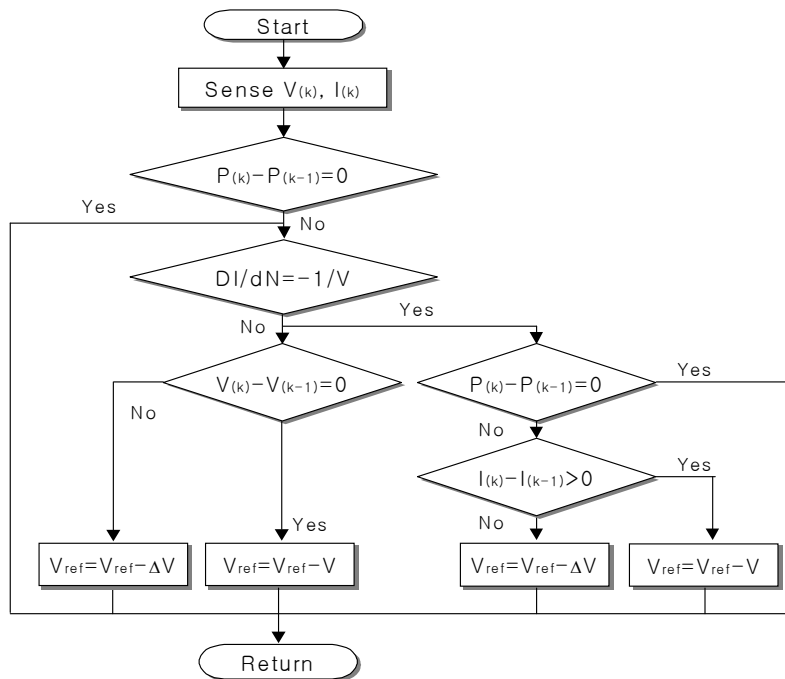 Start
Sense V(k), I(k)
P(k)-P(k-1)=0
Yes
No
DI/dN=-1/V
No
Yes
V(k)-V(k-1)=0
P(k)-P(k-1)=0
Yes
No
No
I(k)-I(k-1)>0
Yes
Yes
No
Vref=Vref-ΔV
Vref=Vref-V
Vref=Vref-ΔV
Vref=Vref-V
Return